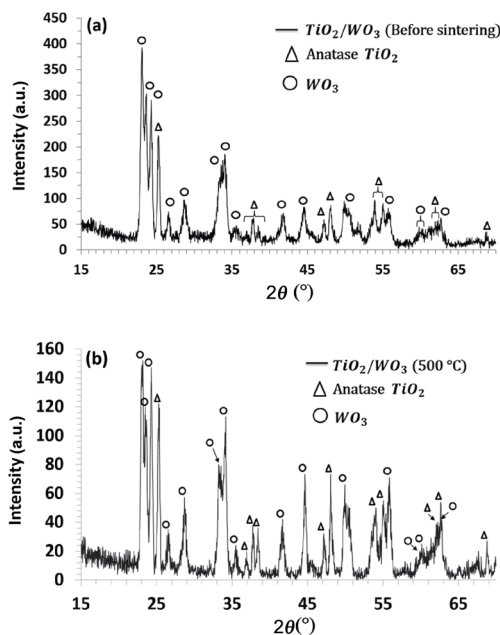 (a)
TiO2/WO3 (Before sintering)
Anatase TiO2
WO3
Intensity (a.u.)
450
400
350
300
250
200
150
100
50
0
15 25 35 45 55 65
2θ (°)
(b)
TiO2/WO3 (500 °C)
Anatase TiO2
WO3
Intensity (a.u.)
160
140
120
100
80
60
40
20
0
15 25 35 45 55 65
2θ (°)